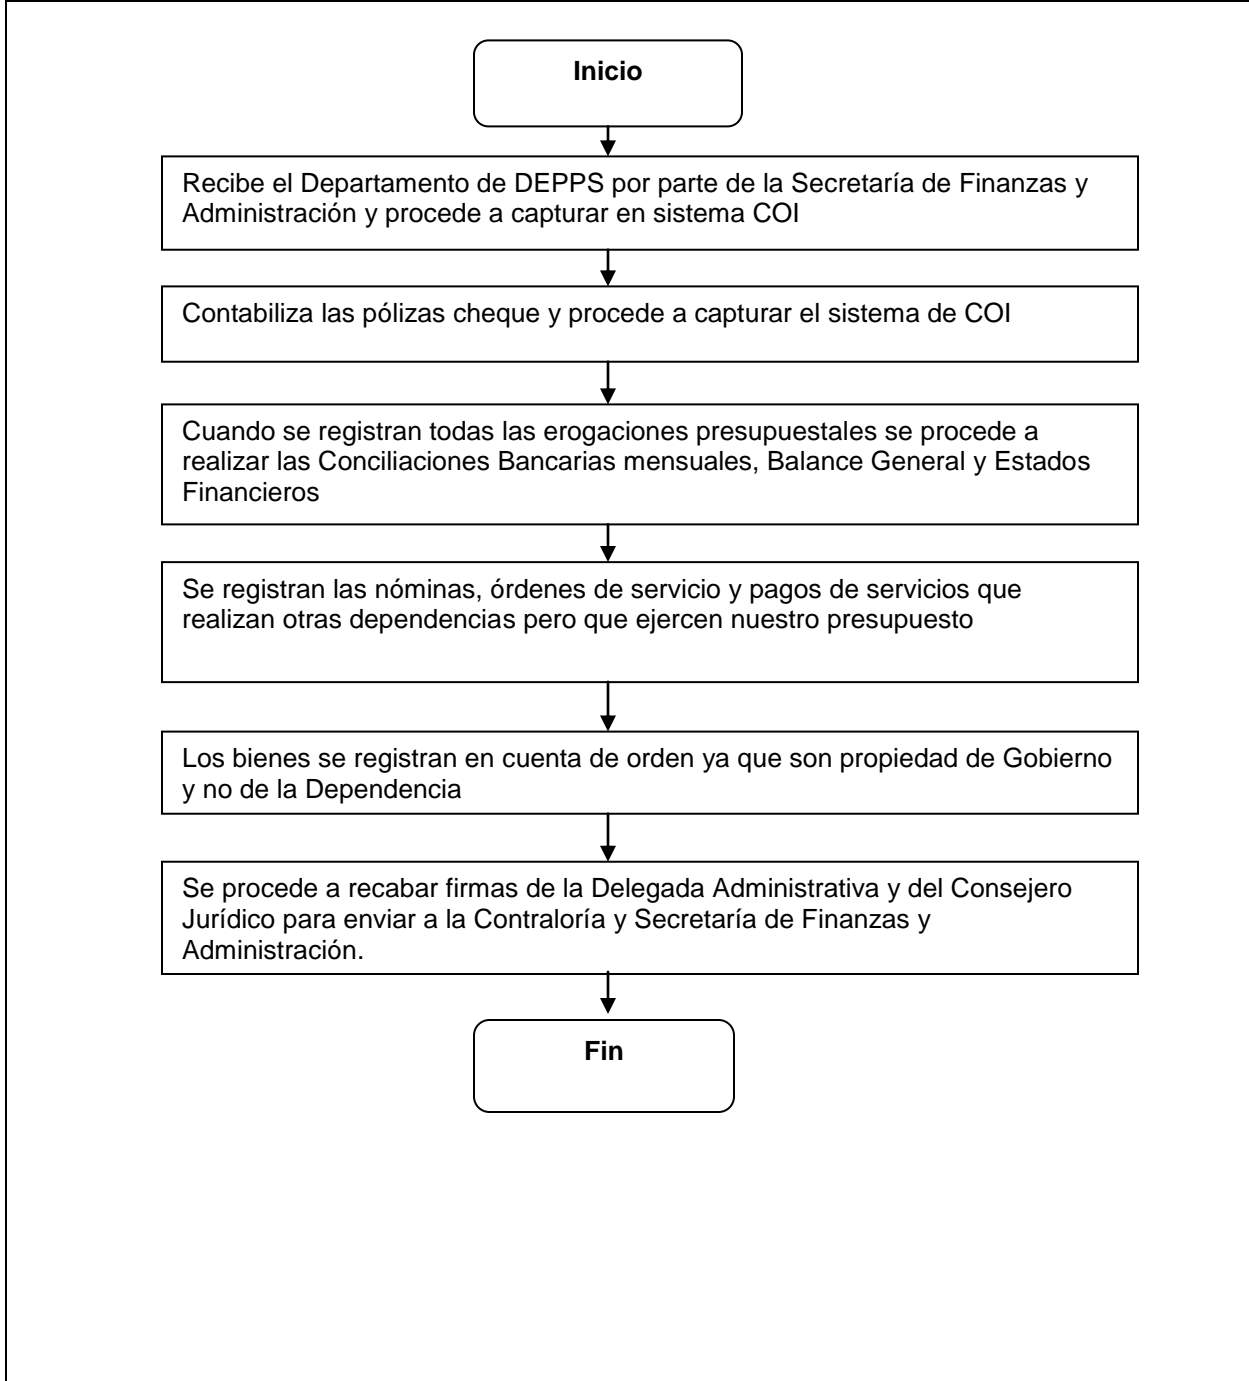 Inicio
Recibe el Departamento de DEPPS por parte de la Secretaría de Finanzas y
Administración y procede a capturar en sistema COI
Contabiliza las pólizas cheque y procede a capturar el sistema de COI
Cuando se registran todas las erogaciones presupuestales se procede a
realizar las Conciliaciones Bancarias mensuales, Balance General y Estados
Financieros
Se registran las nóminas, órdenes de servicio y pagos de servicios que
realizan otras dependencias pero que ejercen nuestro presupuesto
Los bienes se registran en cuenta de orden ya que son propiedad de Gobierno
y no de la Dependencia
Se procede a recabar firmas de la Delegada Administrativa y del Consejero
Jurídico para enviar a la Contraloría y Secretaría de Finanzas y
Administración.
Fin